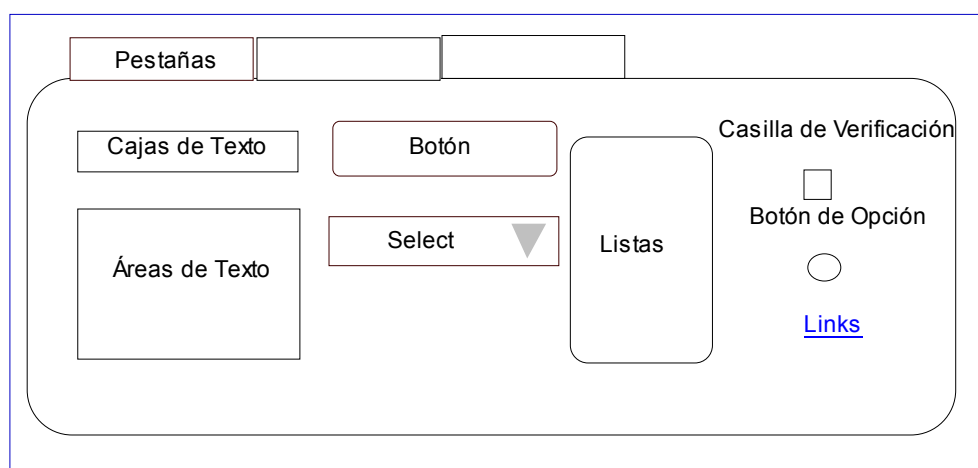 Pestañas
Cajas de Texto
Botón
Casilla de Verificación
Áreas de Texto
Select
Listas
Botón de Opción
Links